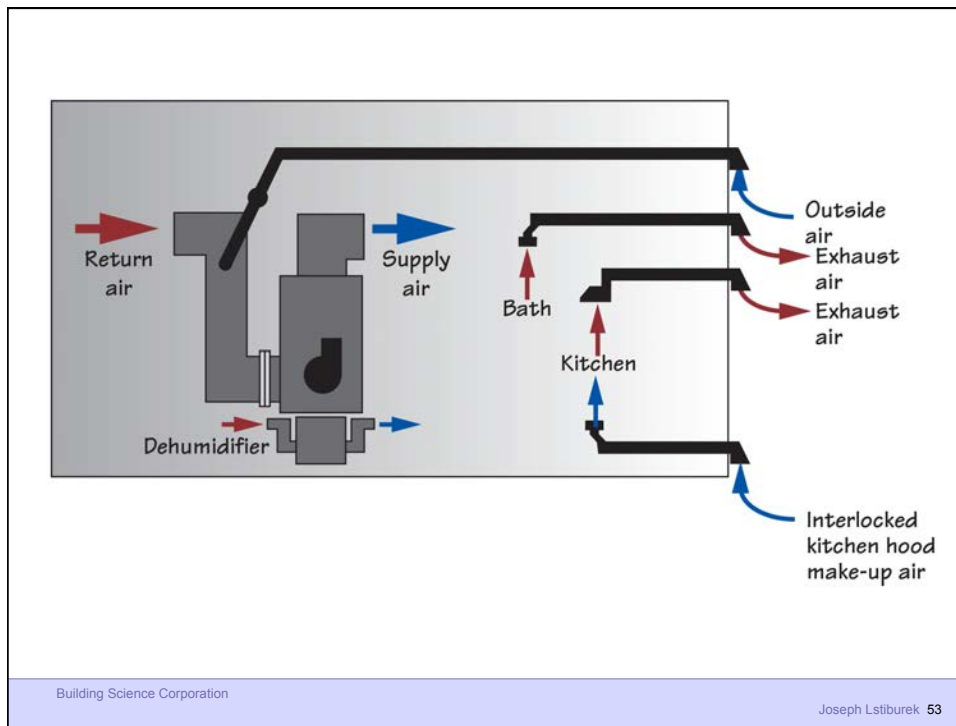 Return
air
Supply
air
Bath
Kitchen
Dehumidifier
Outside
air
Exhaust
air
Exhaust
air
Interlocked
kitchen hood
make-up air
Building Science Corporation
Joseph Lstiburek 53